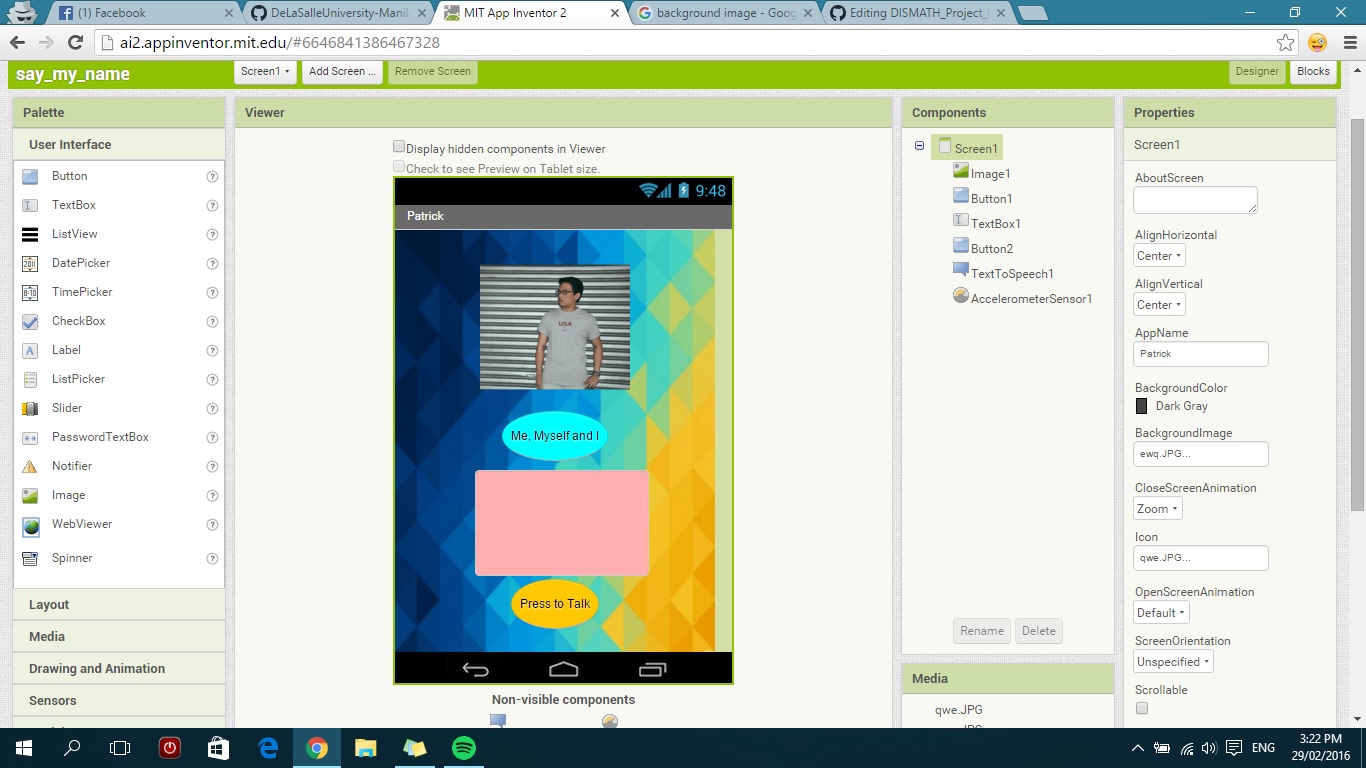 (1) Facebook
DeLaSalleUniversity-Manil
MIT App Inventor 2
background image - Goog
Editing DISMATH_Project_
ai2.appinventor.mit.edu/#6646841386467328
say_my_name
Screen1
Add Screen ...
Remove Screen
Designer
Blocks
Palette
User Interface
Button
TextBox
ListView
DatePicker
TimePicker
CheckBox
Label
ListPicker
Slider
PasswordTextBox
Notifier
Image
WebViewer
Spinner
Layout
Media
Drawing and Animation
Sensors
Viewer
Display hidden components in Viewer
Check to see Preview on Tablet size.
9:48
Patrick
USA
Me, Myself and I
Press to Talk
Non-visible components
Components
Screen1
Image1
Button1
TextBox1
Button2
TextToSpeech1
AccelerometerSensor1
Rename
Delete
Media
qwe.JPG
Properties
Screen1
AboutScreen
AlignHorizontal
Center
AlignVertical
Center
AppName
Patrick
BackgroundColor
Dark Gray
BackgroundImage
ewq.JPG...
CloseScreenAnimation
Zoom
Icon
qwe.JPG...
OpenScreenAnimation
Default
ScreenOrientation
Unspecified
Scrollable
ENG
3:22 PM
29/02/2016